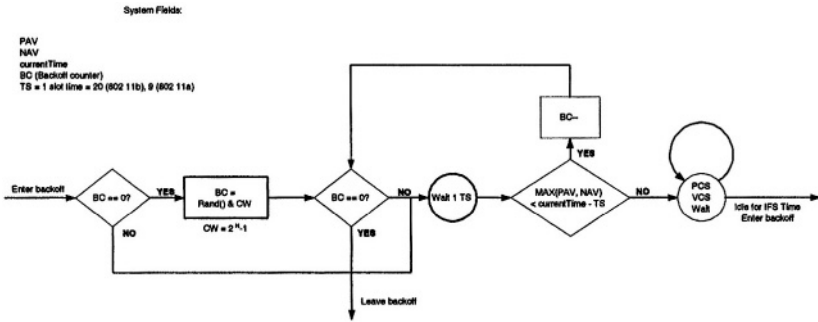 System Fields:
PAV
NAV
currentTime
BC (Backoff counter)
TS = 1 slot time = 20 (802 11b), 9 (802 11a)
BC--
YES
Enter backoff
BC == 0?
YES
BC =
Rand() & CW
CW = 2^x-1
NO
BC == 0?
NO
YES
Wait 1 TS
MAX(PAV, NAV)
< currentTime - TS
NO
PCS
VCS
Wait
Idle for IFS Time
Enter backoff
Leave backoff